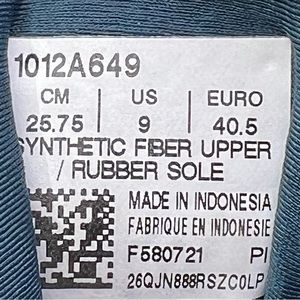 1012A649
CM US EURO
25.75 9 40.5
SYNTHETIC FIBER UPPER
/ RUBBER SOLE
MADE IN INDONESIA
FABRIQUE EN INDONESIE
F580721 PI
26QJN888RSZC0LP